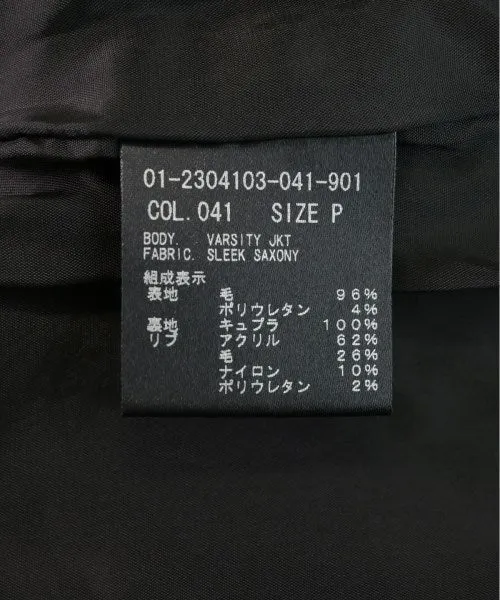 01-2304103-041-901
COL.041 SIZE P
BODY. VARSITY JKT
FABRIC. SLEEK SAXONY
組成表示
表地 毛 96%
ポリウレタン 4%
裏地 キュプラ 100%
リブ アクリル 62%
毛 26%
ナイロン 10%
ポリウレタン 2%